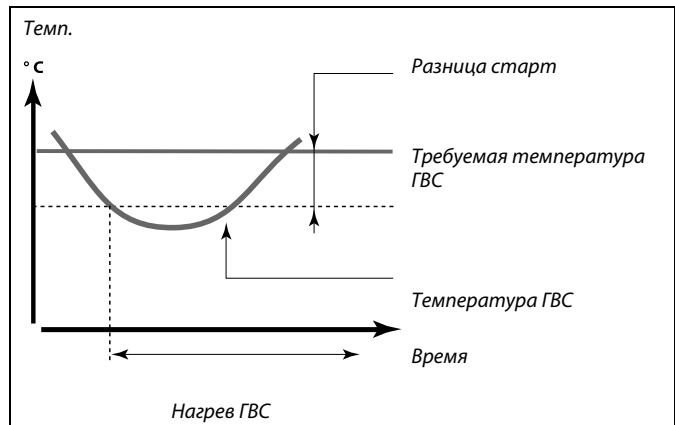 Темп.
° C
Разница старт
Требуемая температура
ГВС
Температура ГВС
Время
Нагрев ГВС